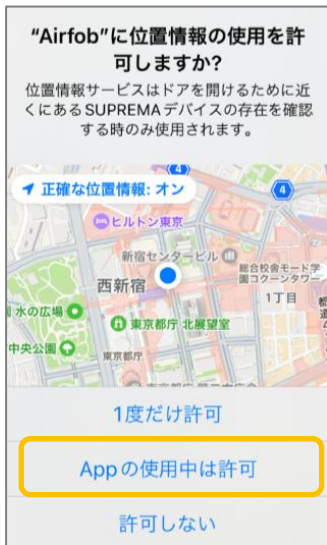 “Airfob”に位置情報の使用を許
可しますか?
位置情報サービスはドアを開けるために近
くにあるSUPREMAデバイスの存在を確認
する時のみ使用されます。
正確な位置情報: オン
4
4
ヒルトン東京
新宿センタービル
総合校舎モード学
園コクーンタワー
西新宿
1丁目
水の広場
東京都庁 北展望室
中央公園
東京都庁
1度だけ許可
Appの使用中は許可
許可しない